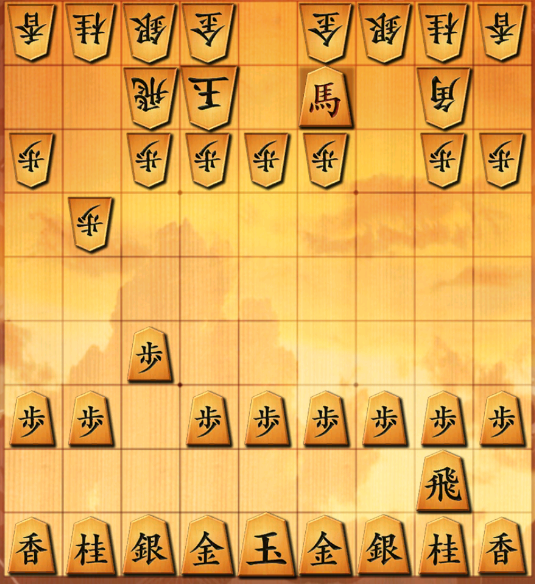 香 桂 銀 金 金 銀 桂 香
飛 王 馬 角
歩 歩 歩 歩 歩 歩 歩
歩
歩
歩 歩 歩 歩 歩 歩 歩 歩
飛
香 桂 銀 金 玉 金 銀 桂 香